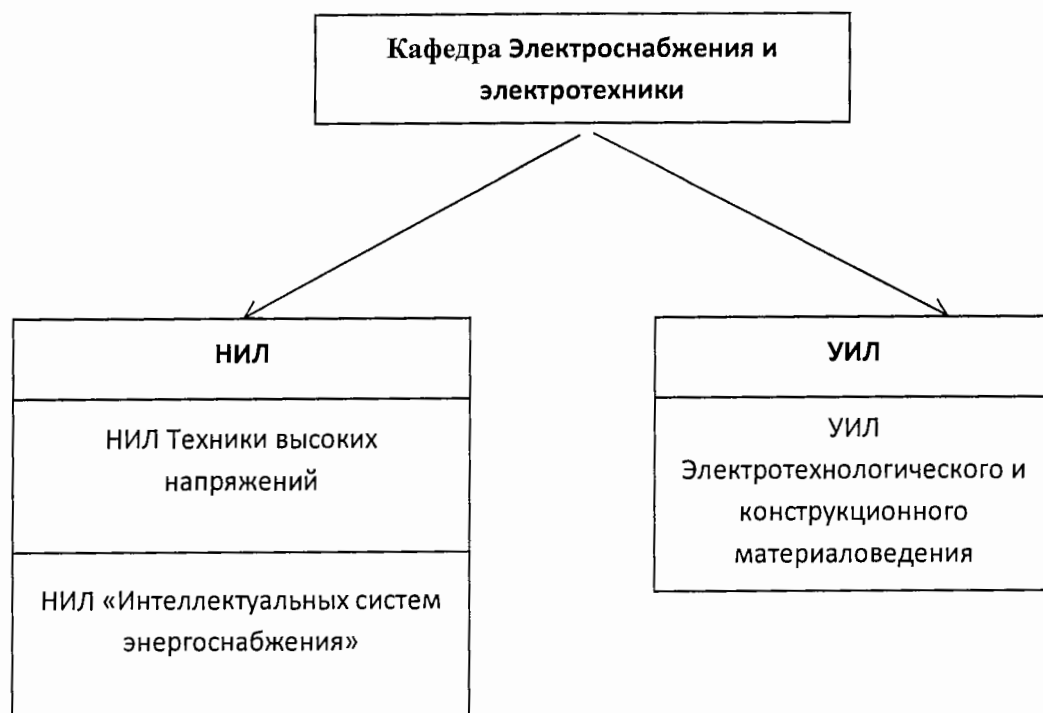 Кафедра Электроснабжения и
электротехники
НИЛ
НИЛ Техники высоких
напряжений
НИЛ «Интеллектуальных систем
энергоснабжения»
УИЛ
УИЛ
Электротехнологического и
конструкционного
материаловедения